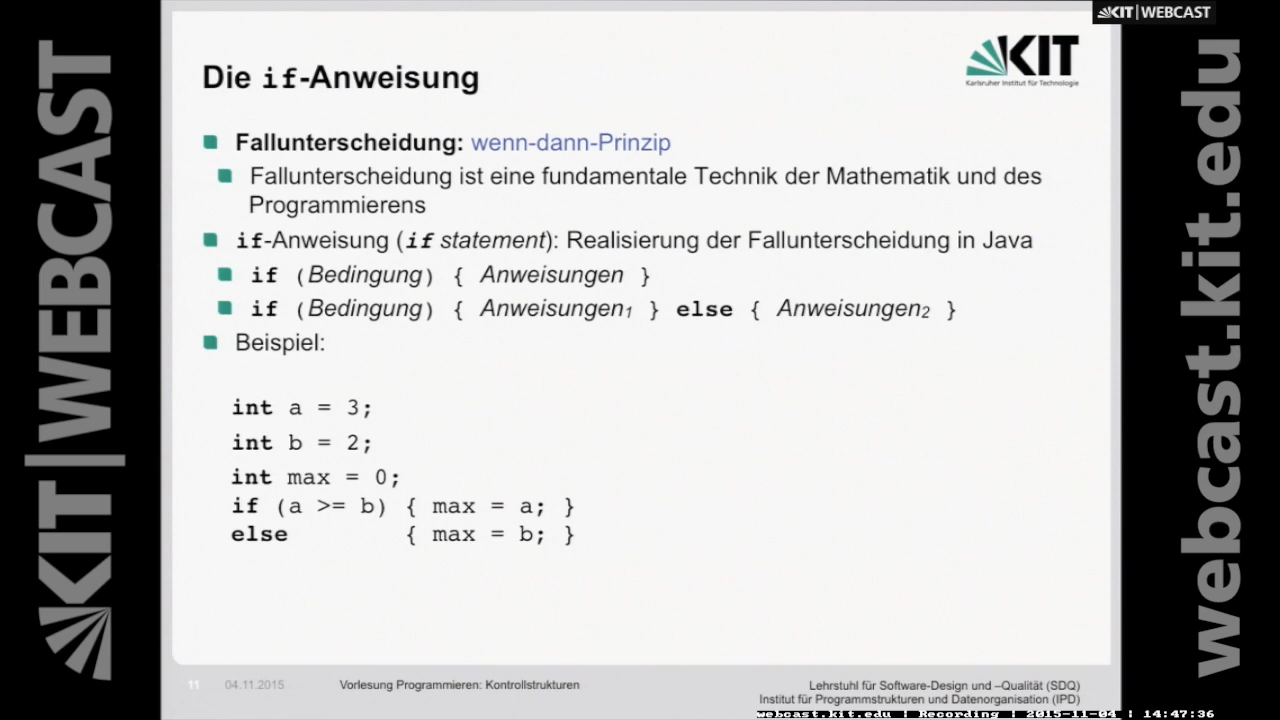 KIT|WEBCAST
KIT|WEBCAST
webcast.kit.edu
KIT
Karlsruher Institut für Technologie
Die if-Anweisung
Fallunterscheidung: wenn-dann-Prinzip
Fallunterscheidung ist eine fundamentale Technik der Mathematik und des
Programmierens
if-Anweisung (if statement): Realisierung der Fallunterscheidung in Java
if (Bedingung) { Anweisungen }
if (Bedingung) { Anweisungen₁ } else { Anweisungen₂ }
Beispiel:
int a = 3;
int b = 2;
int max = 0;
if (a >= b) { max = a; }
else { max = b; }
11 04.11.2015 Vorlesung Programmieren: Kontrollstrukturen
Lehrstuhl für Software-Design und –Qualität (SDQ)
Institut für Programmstrukturen und Datenorganisation (IPD)
webcast.kit.edu | Recording | 2015-11-04 | 14:47:36